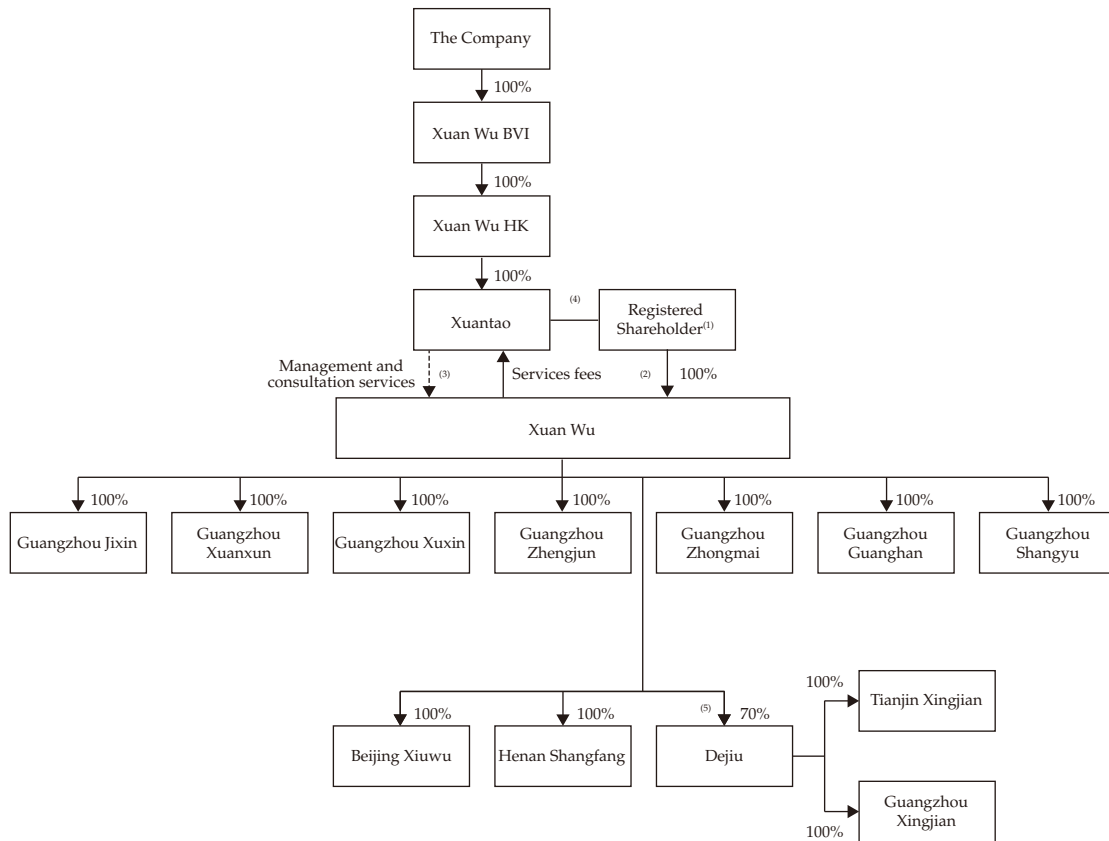 The Company
100%
Xuan Wu BVI
100%
Xuan Wu HK
100%
Xuantao
(4)
Registered
Shareholder(1)
Management and
consultation services
(3)
Services fees
(2)
100%
Xuan Wu
100%
100%
100%
100%
100%
100%
100%
Guangzhou Jixin
Guangzhou
Xuanxun
Guangzhou Xuxin
Guangzhou
Zhengjun
Guangzhou
Zhongmai
Guangzhou
Guanghan
Guangzhou
Shangyu
100%
100%
(5)
70%
Beijing Xiuwu
Henan Shangfang
Dejiu
100%
Tianjin Xingjian
100%
Guangzhou
Xingjian